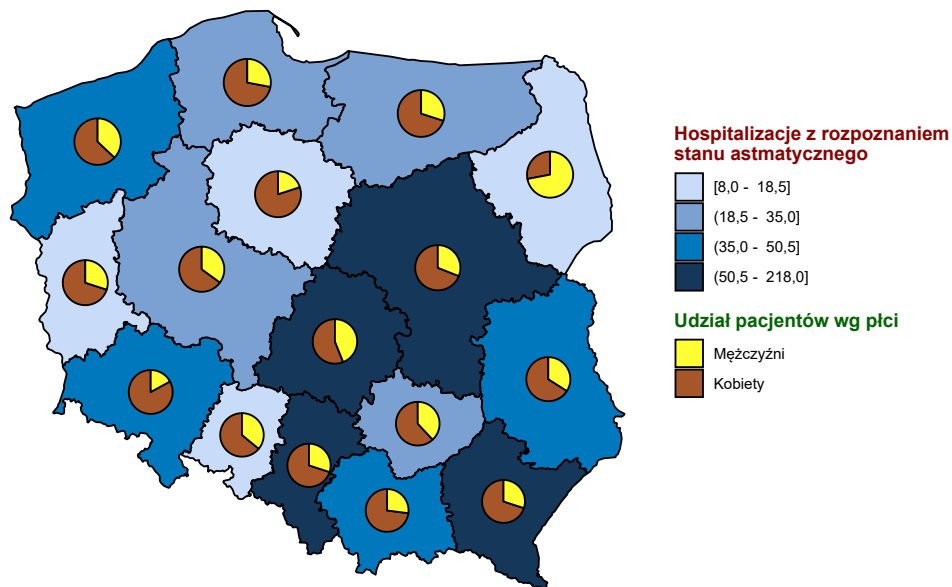 Hospitalizacje z rozpoznaniem
stanu astmatycznego
[8,0 - 18,5]
(18,5 - 35,0]
(35,0 - 50,5]
(50,5 - 218,0]
Udział pacjentów wg płci
Mężczyźni
Kobiety